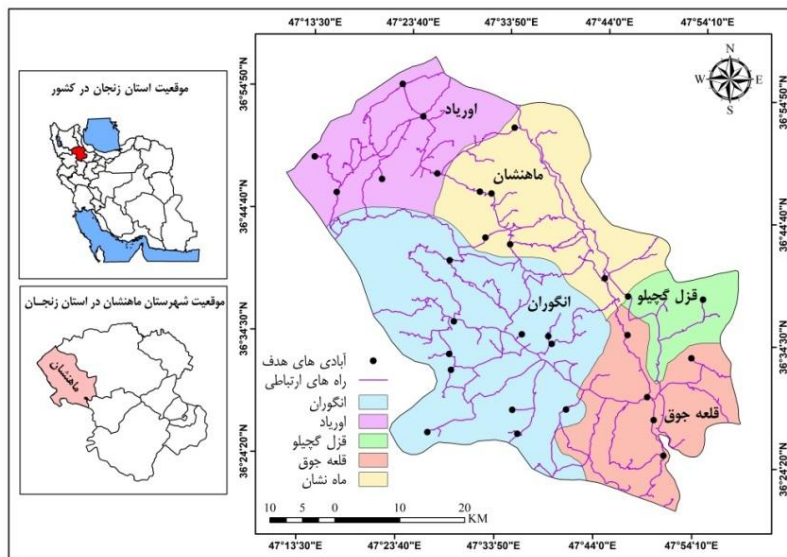 47°13'30"E 47°23'40"E 47°33'50"E 47°44'0"E 47°54'10"E
موقعیت استان زنجان در کشور
موقعیت شهرستان ماهنشان در استان زنجان
ماهنشان
N
W E
S
36°54'50"N
36°44'40"N
36°34'30"N
36°24'20"N
36°54'50"N
36°44'40"N
36°34'30"N
36°24'20"N
اوریاد
ماهنشان
انگوران
قزل گچیلو
قلعه جوق
آبادی های هدف
راه های ارتباطی
انگوران
اوریاد
قزل گچیلو
قلعه جوق
ماه نشان
10 5 0 10 20
KM
47°13'30"E 47°23'40"E 47°33'50"E 47°44'0"E 47°54'10"E